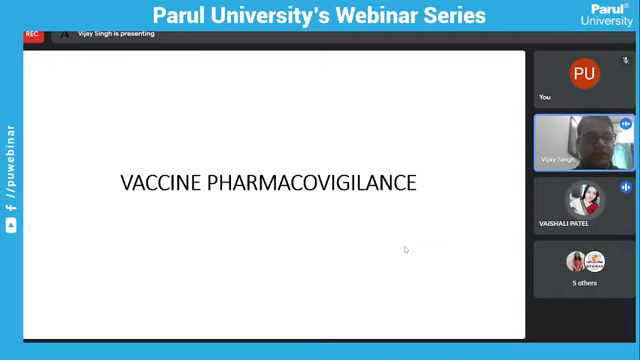 Parul University's Webinar Series
Parul®
University
REC
Vijay Singh is presenting
PU
You
VACCINE PHARMACOVIGILANCE
Vijay Singh
VAISHALI PATEL
WEBINAR
5 others
/puwebinar